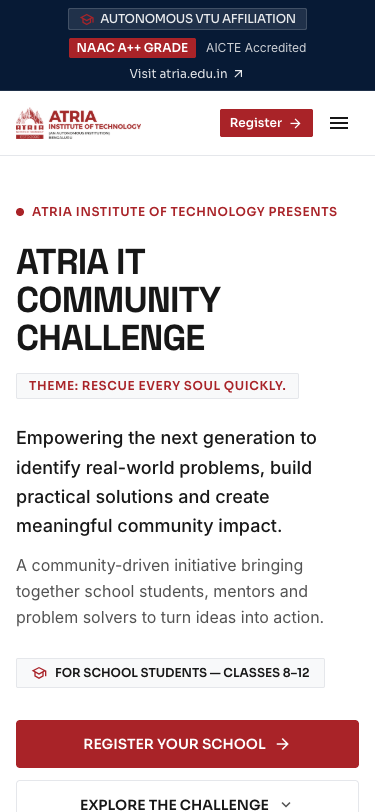 AUTONOMOUS VTU AFFILIATION
NAAC A++ GRADE AICTE Accredited
Visit atria.edu.in
ATRIA
INSTITUTE OF TECHNOLOGY
Register
ATRIA INSTITUTE OF TECHNOLOGY PRESENTS
ATRIA IT
COMMUNITY
CHALLENGE
THEME: RESCUE EVERY SOUL QUICKLY.
Empowering the next generation to
identify real-world problems, build
practical solutions and create
meaningful community impact.
A community-driven initiative bringing
together school students, mentors and
problem solvers to turn ideas into action.
FOR SCHOOL STUDENTS — CLASSES 8–12
REGISTER YOUR SCHOOL
EXPLORE THE CHALLENGE